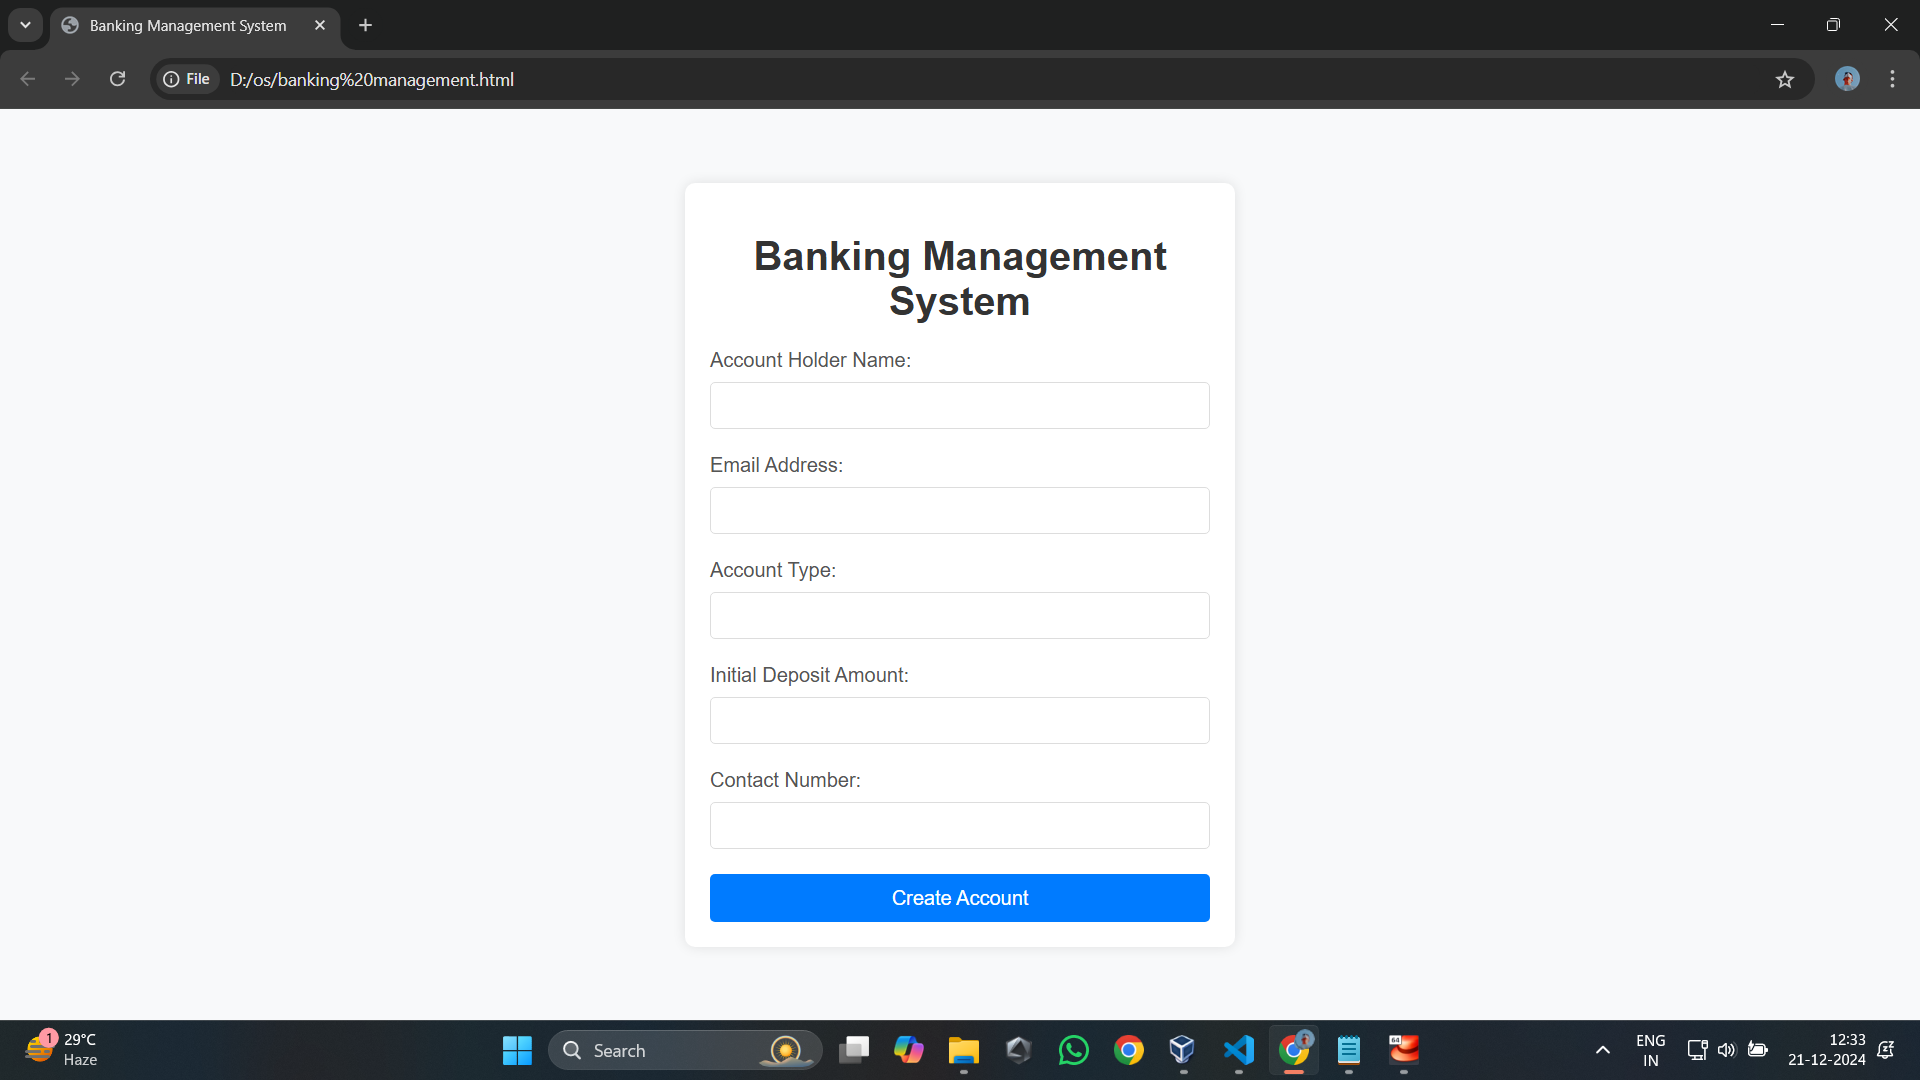 Banking Management System
File
D:/os/banking%20management.html
Banking Management
System
Account Holder Name:
Email Address:
Account Type:
Initial Deposit Amount:
Contact Number:
Create Account
1
29°C
Haze
Search
64
ENG
IN
12:33
21-12-2024